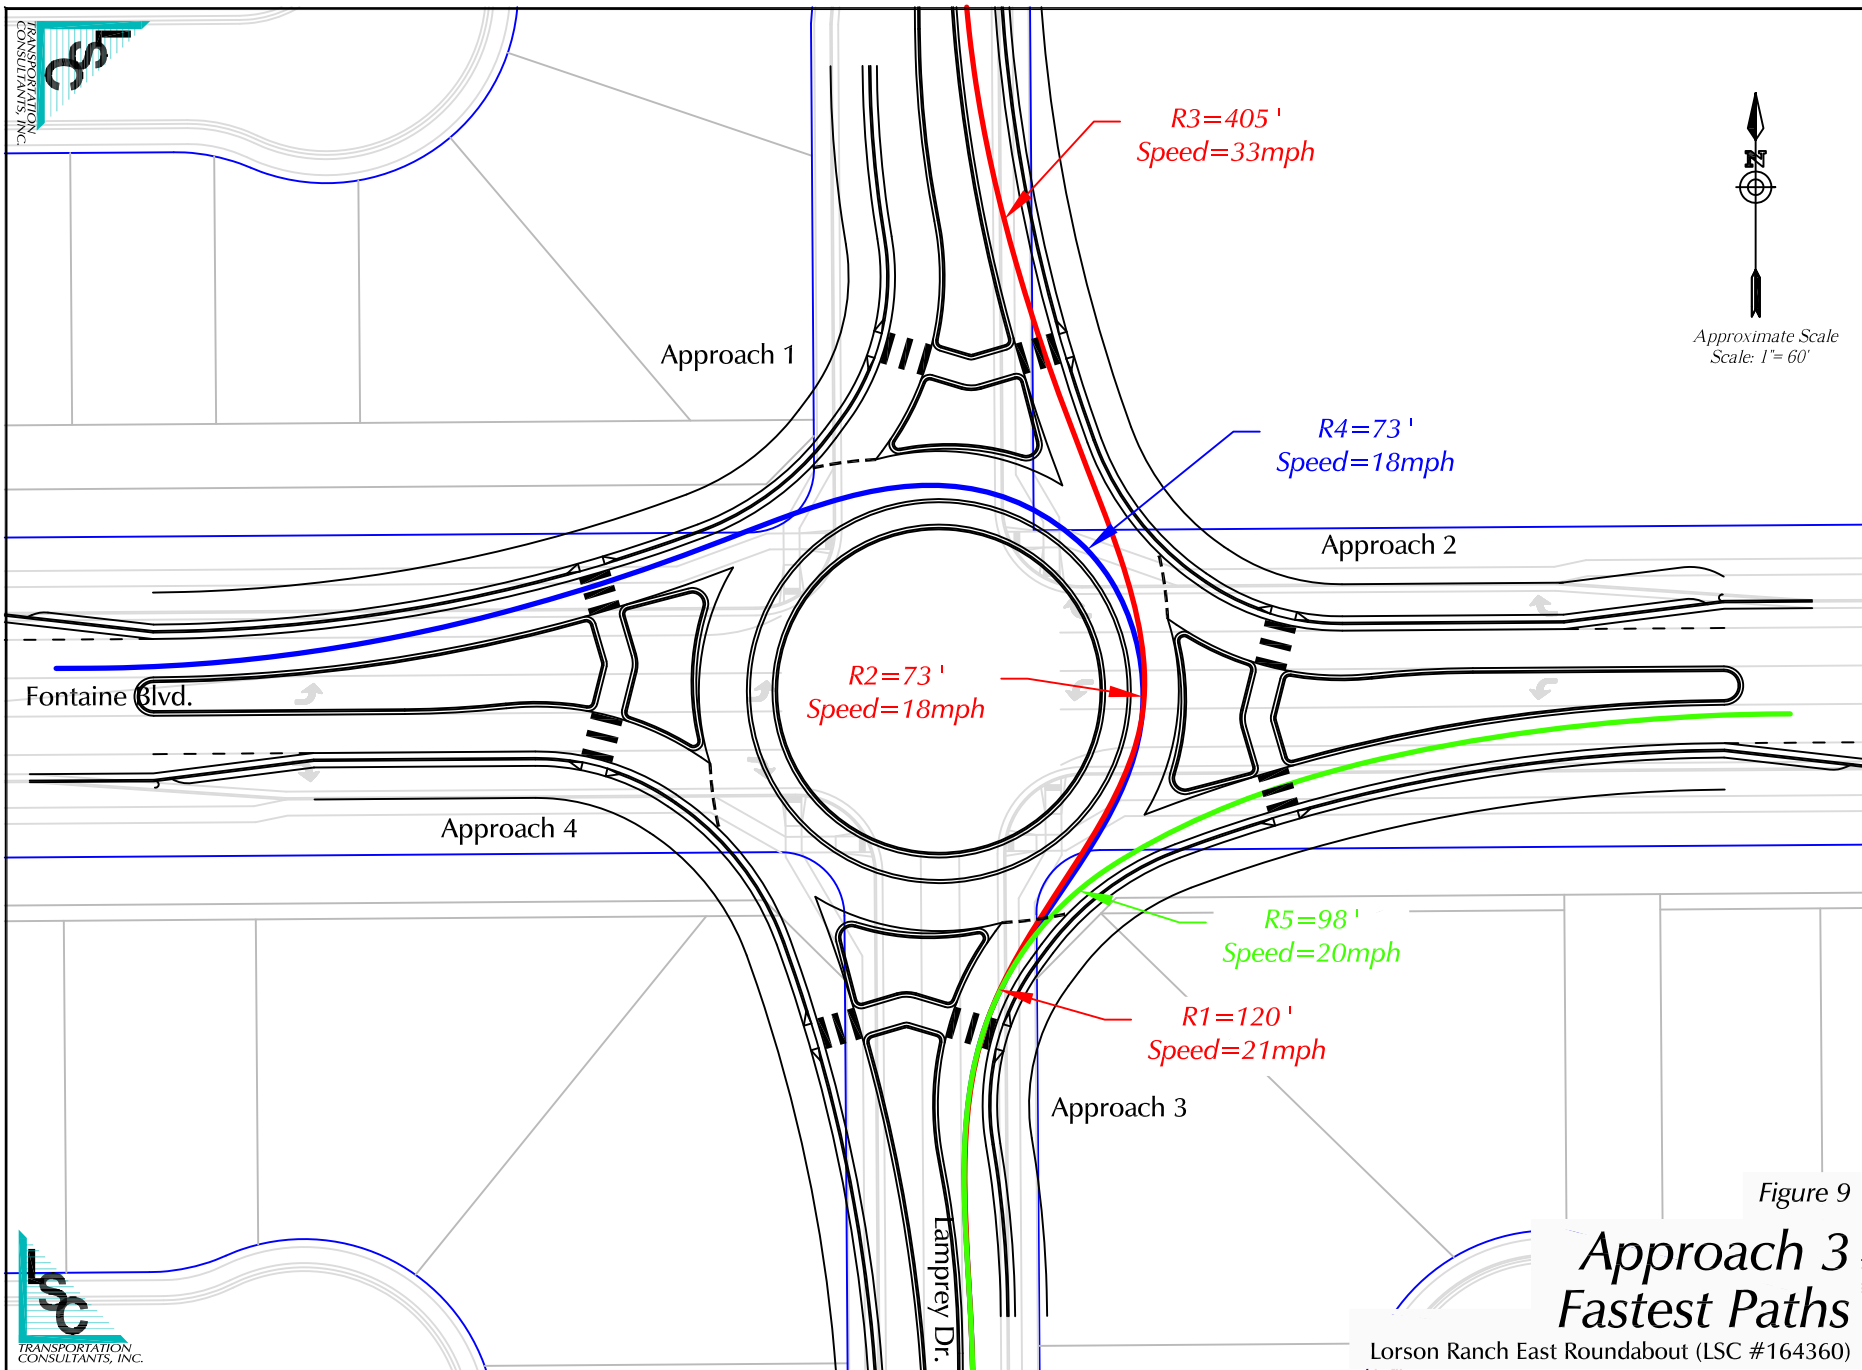 LSC
TRANSPORTATION
CONSULTANTS, INC.
R3=405 '
Speed=33mph
N
Approximate Scale
Scale: 1"= 60'
Approach 1
R4=73 '
Speed=18mph
Approach 2
R2=73 '
Speed=18mph
Fontaine Blvd.
Approach 4
R5=98 '
Speed=20mph
R1=120 '
Speed=21mph
Approach 3
Lamprey Dr.
LSC
TRANSPORTATION
CONSULTANTS, INC.
Figure 9
Approach 3
Fastest Paths
Lorson Ranch East Roundabout (LSC #164360)